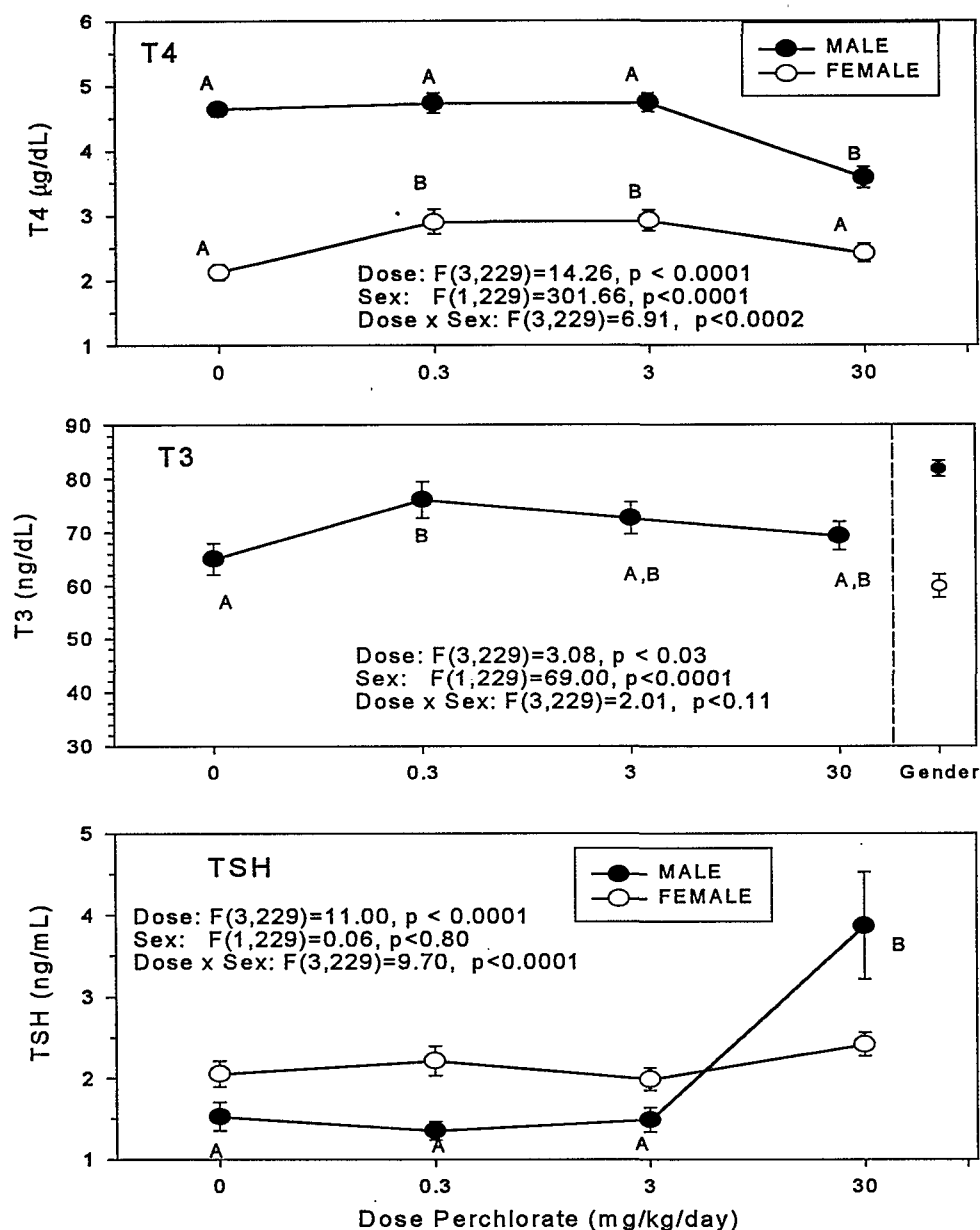 6
T4
A
A
A
MALE
FEMALE
5
B
4
B
B
A
3
A
2
Dose: F(3,229)=14.26, p < 0.0001
Sex: F(1,229)=301.66, p<0.0001
Dose x Sex: F(3,229)=6.91, p<0.0002
1
T4 (µg/dL)
0 0.3 3 30
90
T3
80
70
B
A,B
A,B
60
A
50
Dose: F(3,229)=3.08, p < 0.03
Sex: F(1,229)=69.00, p<0.0001
Dose x Sex: F(3,229)=2.01, p<0.11
40
30
T3 (ng/dL)
0 0.3 3 30 Gender
5
TSH
MALE
FEMALE
Dose: F(3,229)=11.00, p < 0.0001
Sex: F(1,229)=0.06, p<0.80
Dose x Sex: F(3,229)=9.70, p<0.0001
4
B
3
2
A
A
A
1
TSH (ng/mL)
0 0.3 3 30
Dose Perchlorate (mg/kg/day)